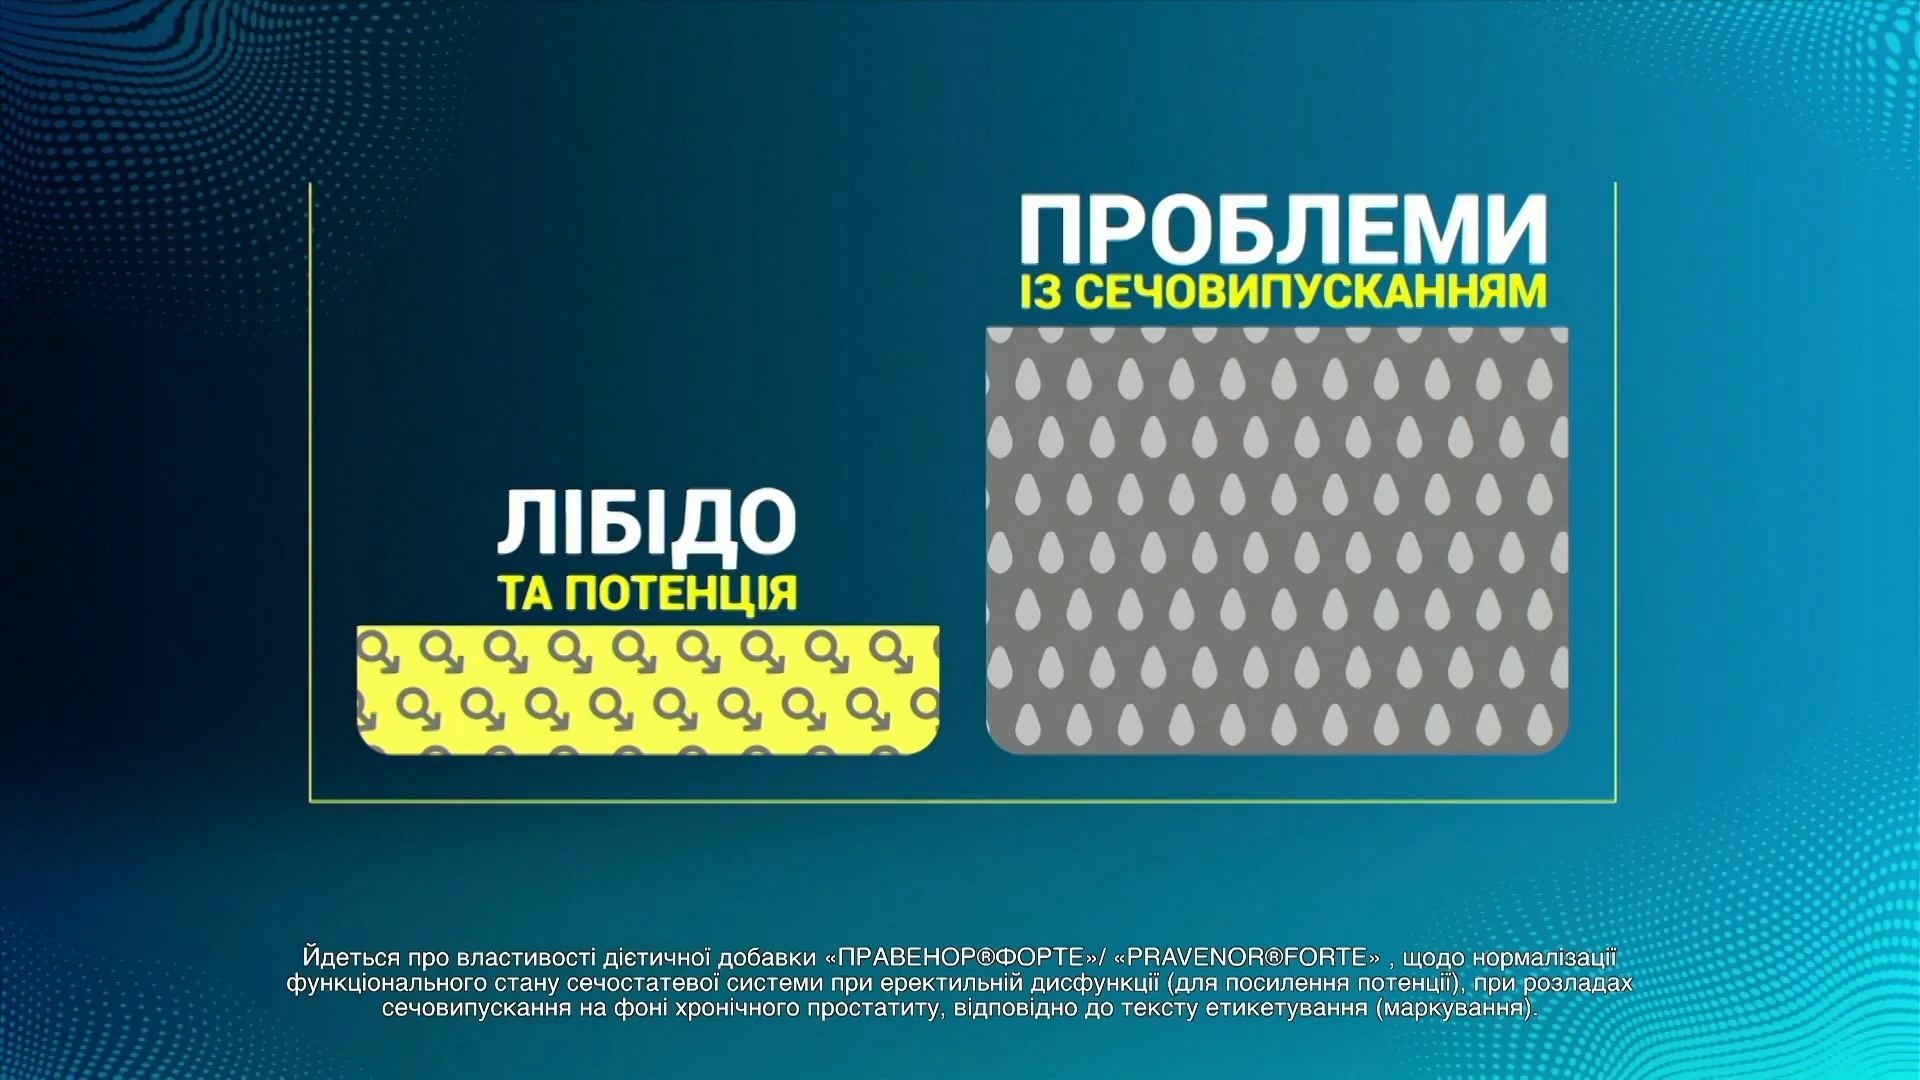 ПРОБЛЕМИ
ІЗ СЕЧОВИПУСКАННЯМ
ЛІБІДО
ТА ПОТЕНЦІЯ
Йдеться про властивості дієтичної добавки «ПРАВЕНОР®ФОРТЕ»/ «PRAVENOR®FORTE» , щодо нормалізації
функціонального стану сечостатевої системи при еректильній дисфункції (для посилення потенції), при розладах
сечовипускання на фоні хронічного простатиту, відповідно до тексту етикетування (маркування).